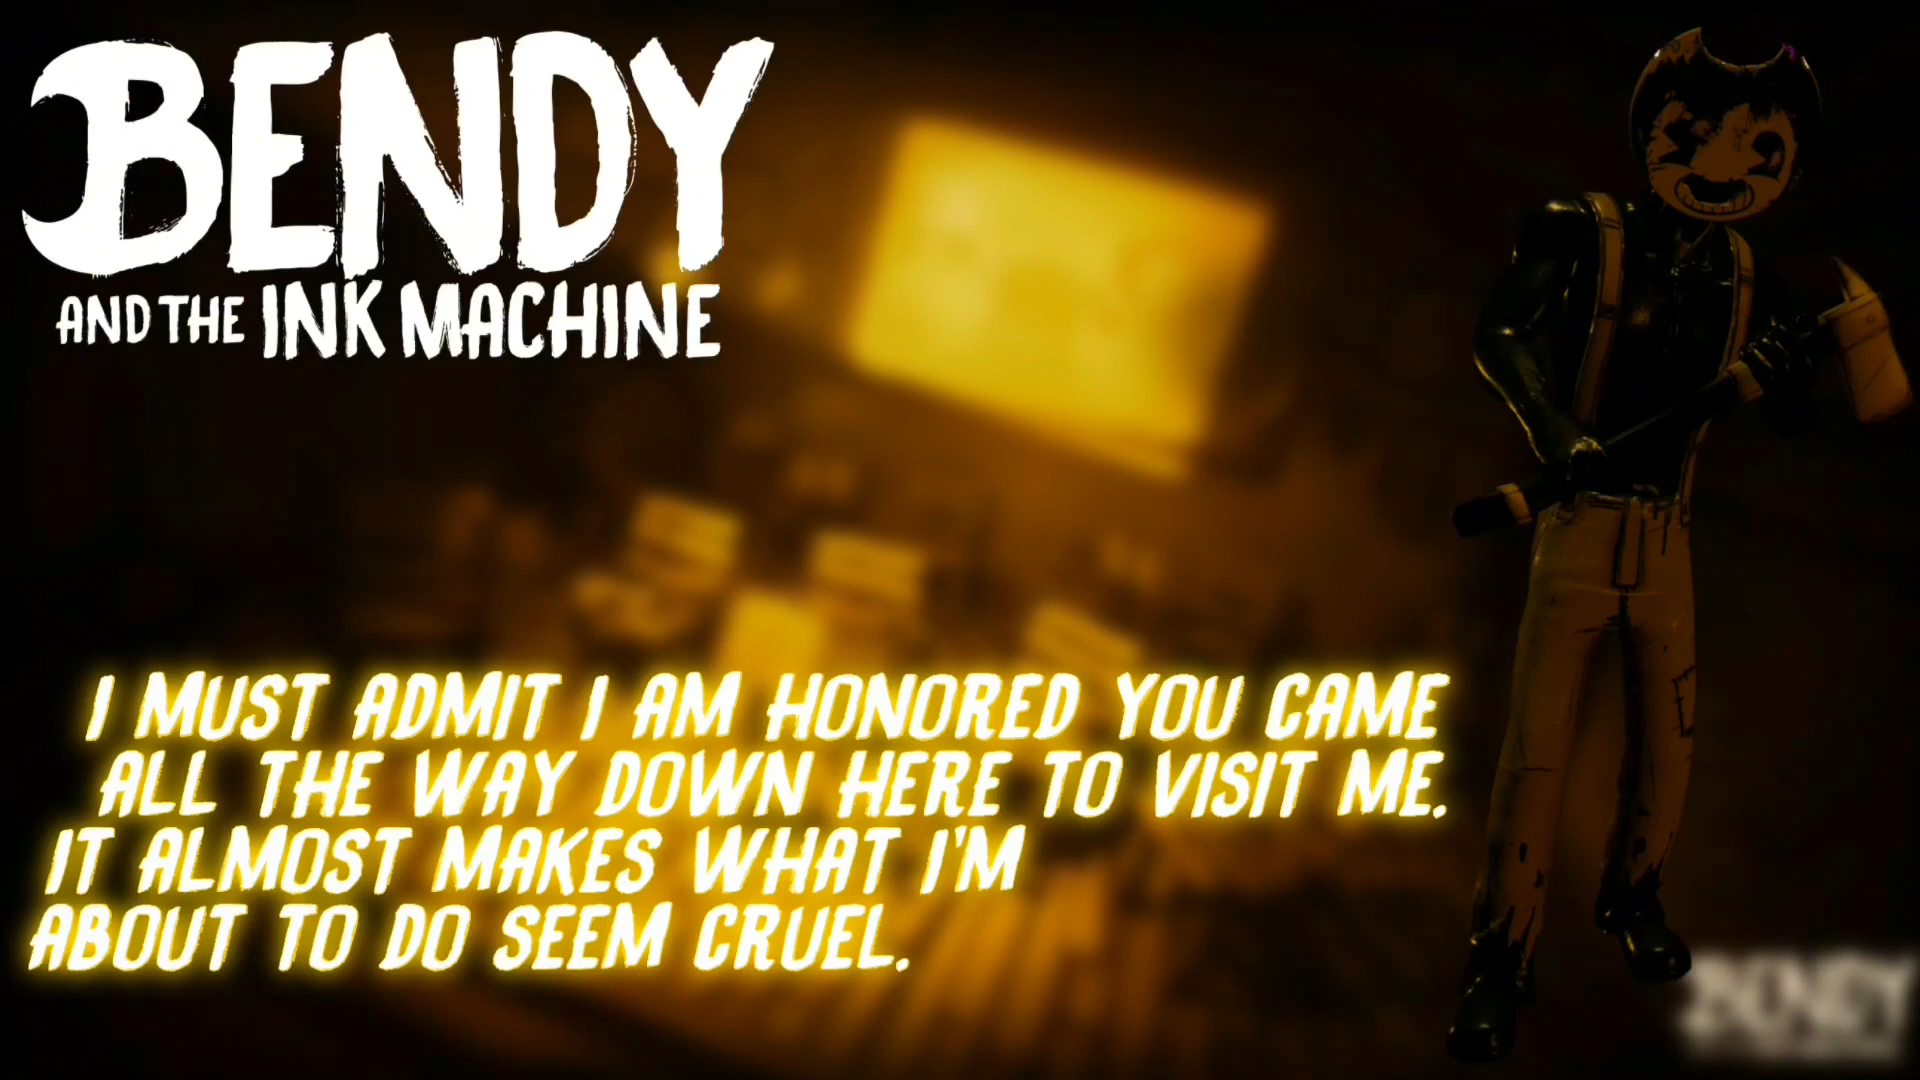 BENDY
AND THE INK MACHINE
I MUST ADMIT I AM HONORED YOU CAME
ALL THE WAY DOWN HERE TO VISIT ME.
IT ALMOST MAKES WHAT I'M
ABOUT TO DO SEEM CRUEL.
BENDY